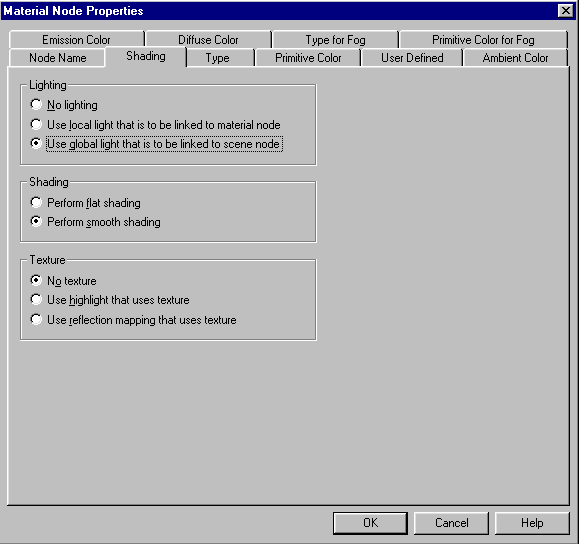 Material Node Properties
Emission Color
Diffuse Color
Type for Fog
Primitive Color for Fog
Node Name
Shading
Type
Primitive Color
User Defined
Ambient Color
Lighting
No lighting
Use local light that is to be linked to material node
Use global light that is to be linked to scene node
Shading
Perform flat shading
Perform smooth shading
Texture
No texture
Use highlight that uses texture
Use reflection mapping that uses texture
OK
Cancel
Help